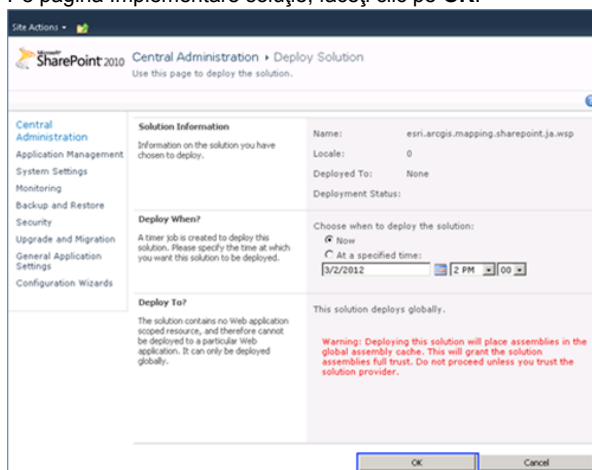 Pe pagina Implementare soluţie, faceţi clic pe OK.
Site Actions
Microsoft
SharePoint 2010
Central Administration ▸ Deploy Solution
Use this page to deploy the solution.
Central
Administration
Application Management
System Settings
Monitoring
Backup and Restore
Security
Upgrade and Migration
General Application
Settings
Configuration Wizards
Solution Information
Information on the solution you have
chosen to deploy.
Name: esri.arcgis.mapping.sharepoint.ja.wsp
Locale: 0
Deployed To: None
Deployment Status:
Deploy When?
A timer job is created to deploy this
solution. Please specify the time at which
you want this solution to be deployed.
Choose when to deploy the solution:
Now
At a specified time:
3/2/2012 2 PM 00
Deploy To?
The solution contains no Web application
scoped resource, and therefore cannot
be deployed to a particular Web
application. It can only be deployed
globally.
This solution deploys globally.
Warning: Deploying this solution will place assemblies in the
global assembly cache. This will grant the solution
assemblies full trust. Do not proceed unless you trust the
solution provider.
OK Cancel